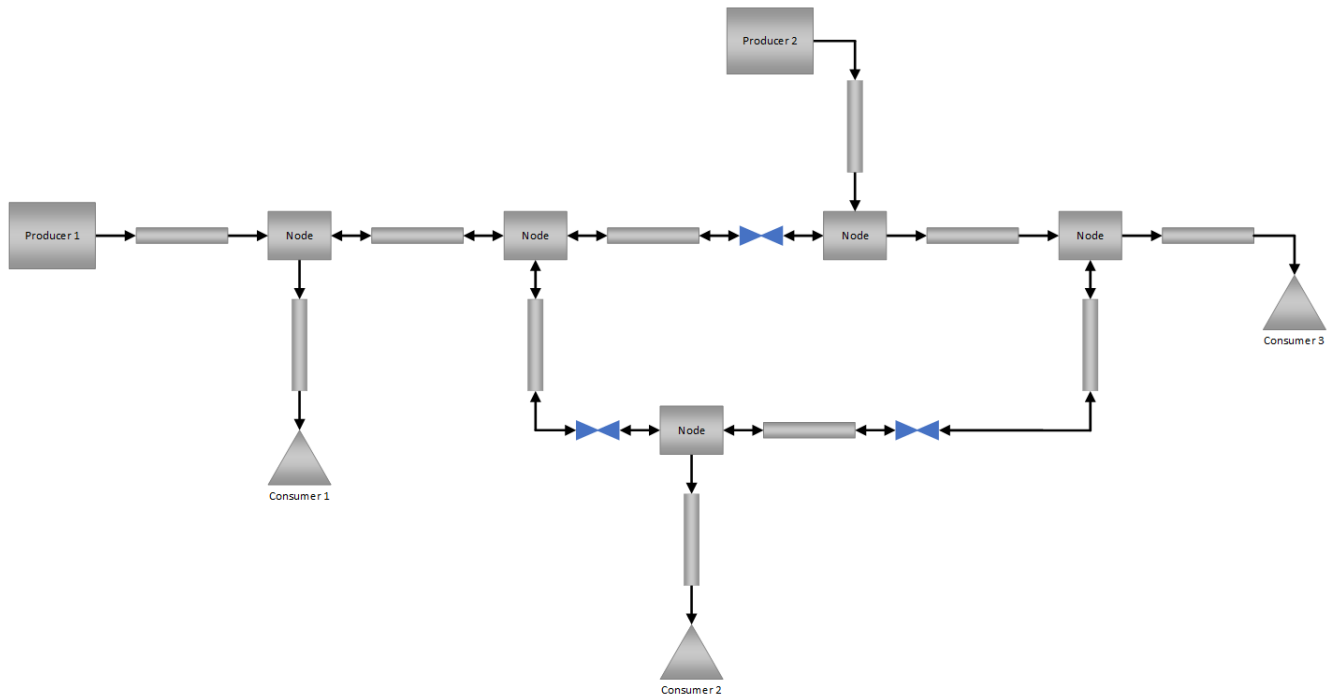 Producer 2
Producer 1
Node
Node
Node
Node
Consumer 3
Node
Consumer 1
Consumer 2